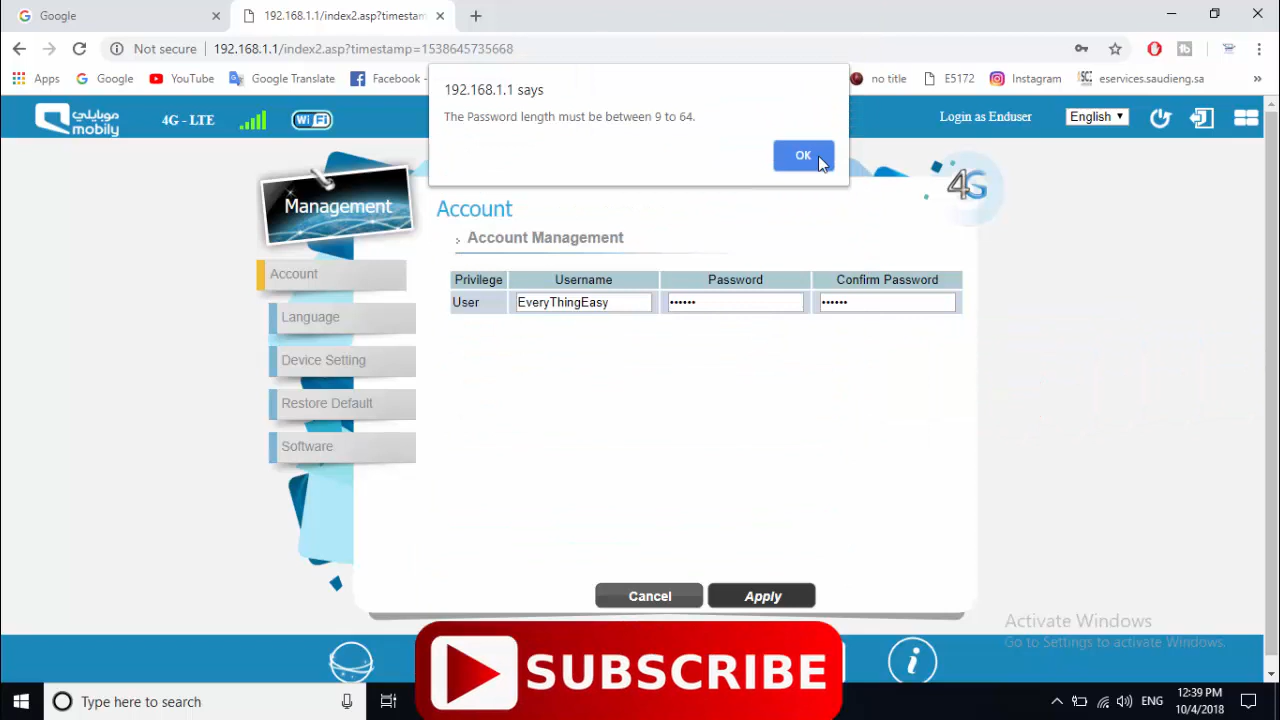 Google
192.168.1.1/index2.asp?timestam
Not secure
192.168.1.1/index2.asp?timestamp=1538645735668
Apps
Google
YouTube
Google Translate
Facebook -
no title
E5172
Instagram
eservices.saudieng.sa
192.168.1.1 says
The Password length must be between 9 to 64.
OK
موبايلي
mobily
4G - LTE
WiFi
Login as Enduser
English
Management
4G
Account
Account Management
Account
Language
Device Setting
Restore Default
Software
Privilege Username Password Confirm Password
User EveryThingEasy •••••• ••••••
Cancel
Apply
Activate Windows
Go to Settings to activate Windows.
SUBSCRIBE
i
Type here to search
ENG
12:39 PM
10/4/2018